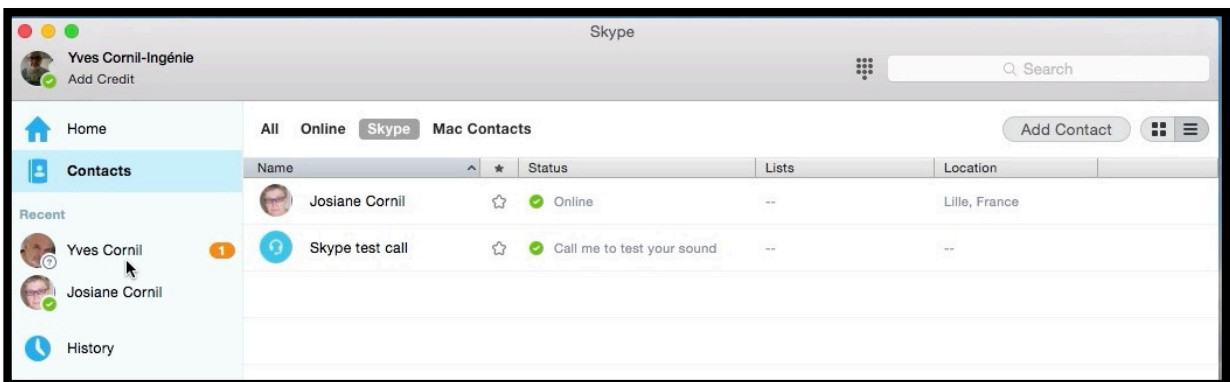 Skype
Yves Cornil-Ingénie
Add Credit
Search
Home
All Online Skype Mac Contacts Add Contact
Contacts
Name Status Lists Location
Recent
Josiane Cornil Online -- Lille, France
Yves Cornil 1
Skype test call Call me to test your sound -- --
Josiane Cornil
History